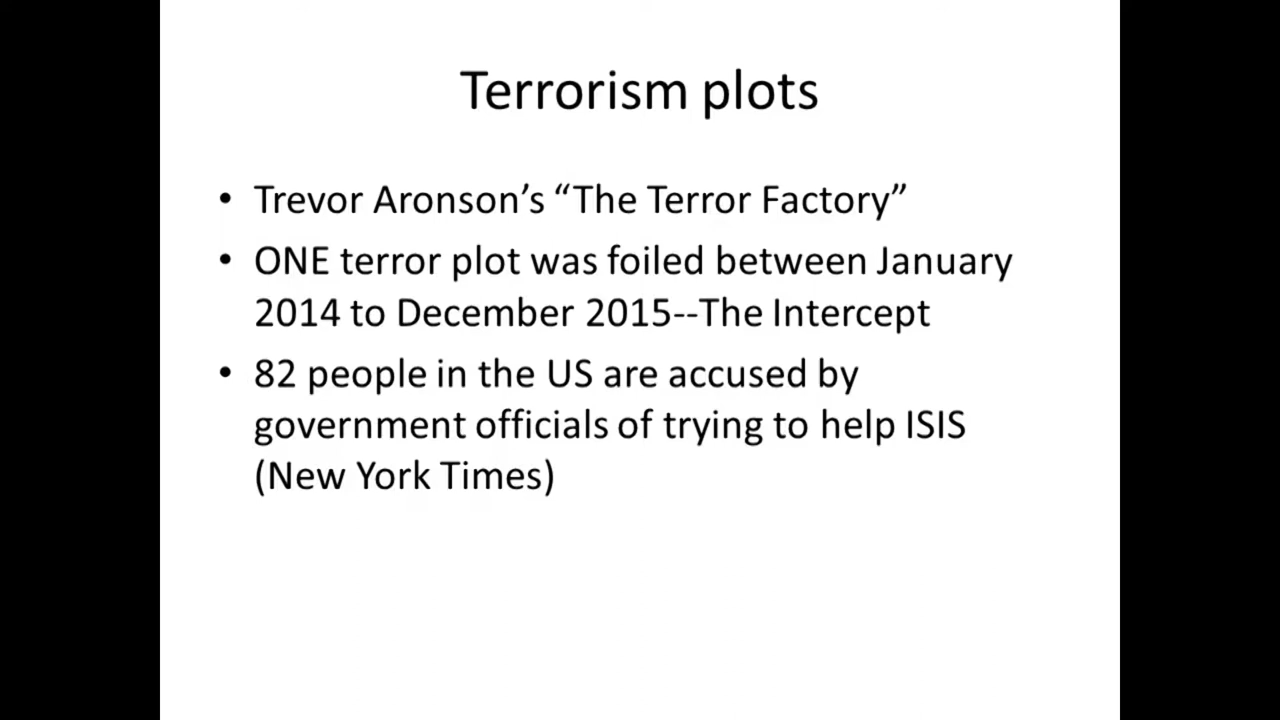 Terrorism plots
• Trevor Aronson’s “The Terror Factory”
• ONE terror plot was foiled between January
2014 to December 2015--The Intercept
• 82 people in the US are accused by
government officials of trying to help ISIS
(New York Times)